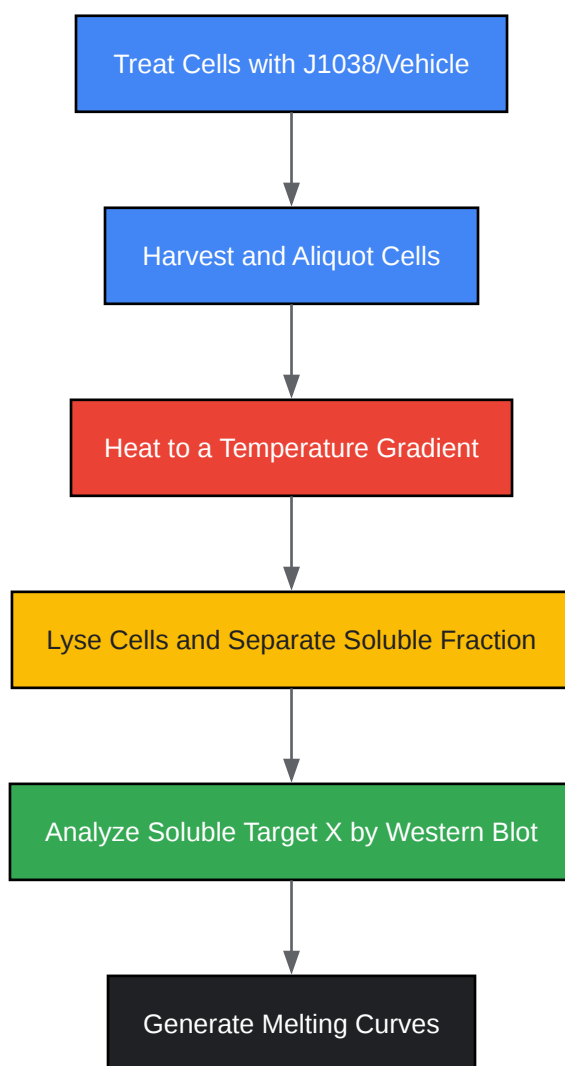 Treat Cells with J1038/Vehicle
Harvest and Aliquot Cells
Heat to a Temperature Gradient
Lyse Cells and Separate Soluble Fraction
Analyze Soluble Target X by Western Blot
Generate Melting Curves